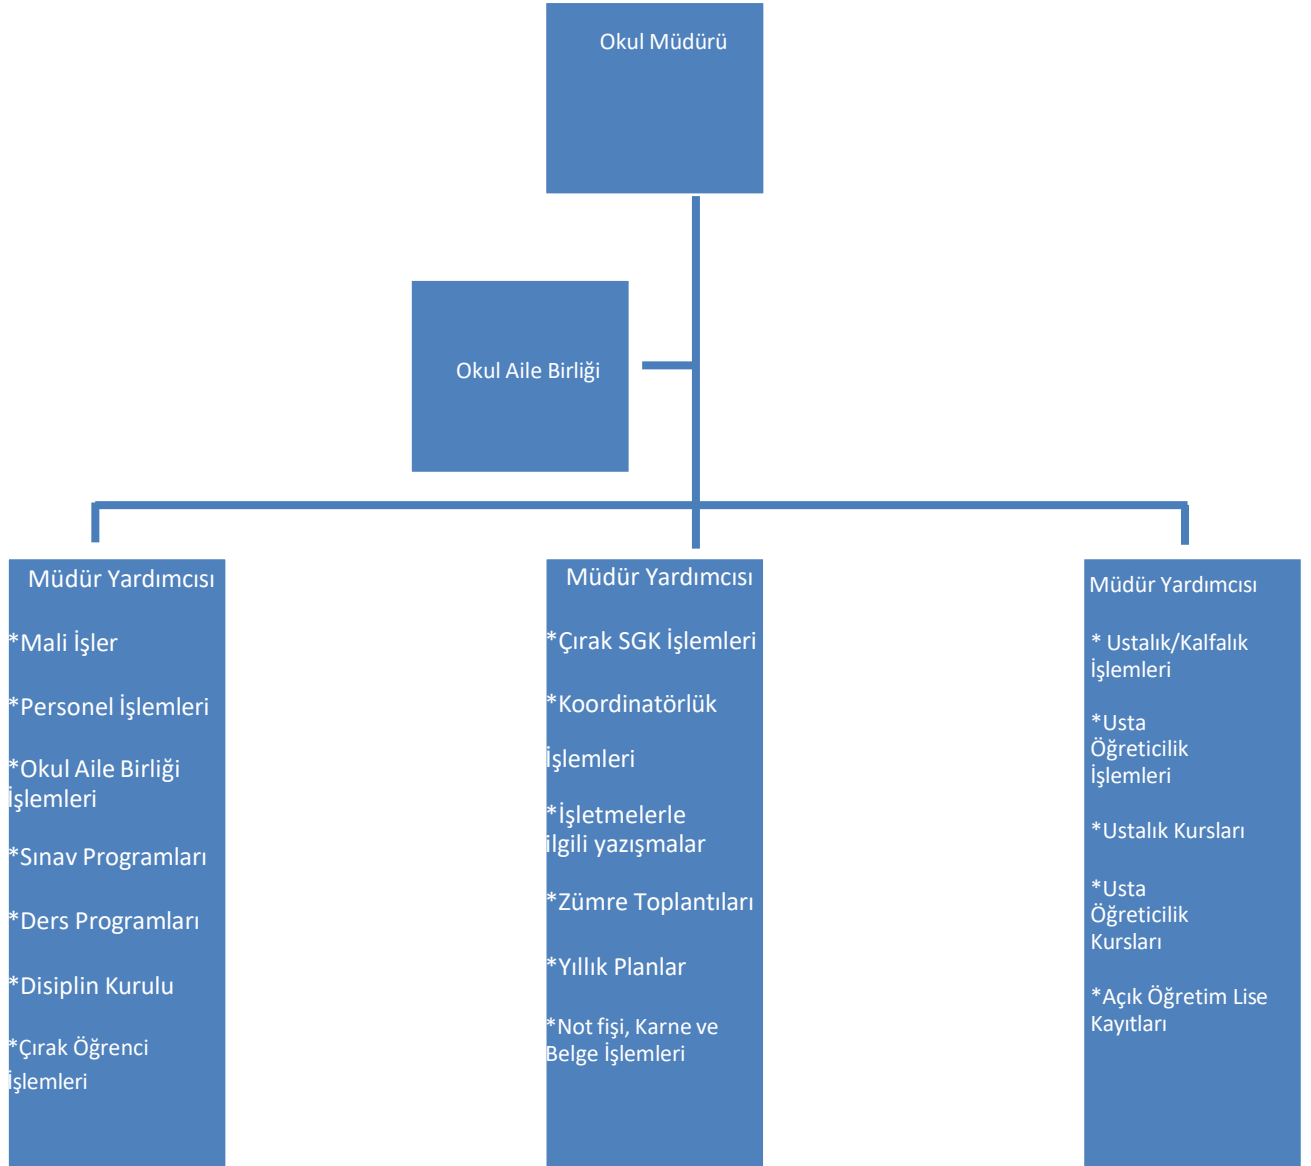 Okul Müdürü
Okul Aile Birliği
Müdür Yardımcısı
*Mali İşler
*Personel İşlemleri
*Okul Aile Birliği
İşlemleri
*Sınav Programları
*Ders Programları
*Disiplin Kurulu
*Çırak Öğrenci
İşlemleri
Müdür Yardımcısı
*Çırak SGK İşlemleri
*Koordinatörlük
İşlemleri
*İşletmelerle
ilgili yazışmalar
*Zümre Toplantıları
*Yıllık Planlar
*Not fişi, Karne ve
Belge İşlemleri
Müdür Yardımcısı
* Ustalık/Kalfalık
İşlemleri
*Usta
Öğreticilik
İşlemleri
*Ustalık Kursları
*Usta
Öğreticilik
Kursları
*Açık Öğretim Lise
Kayıtları